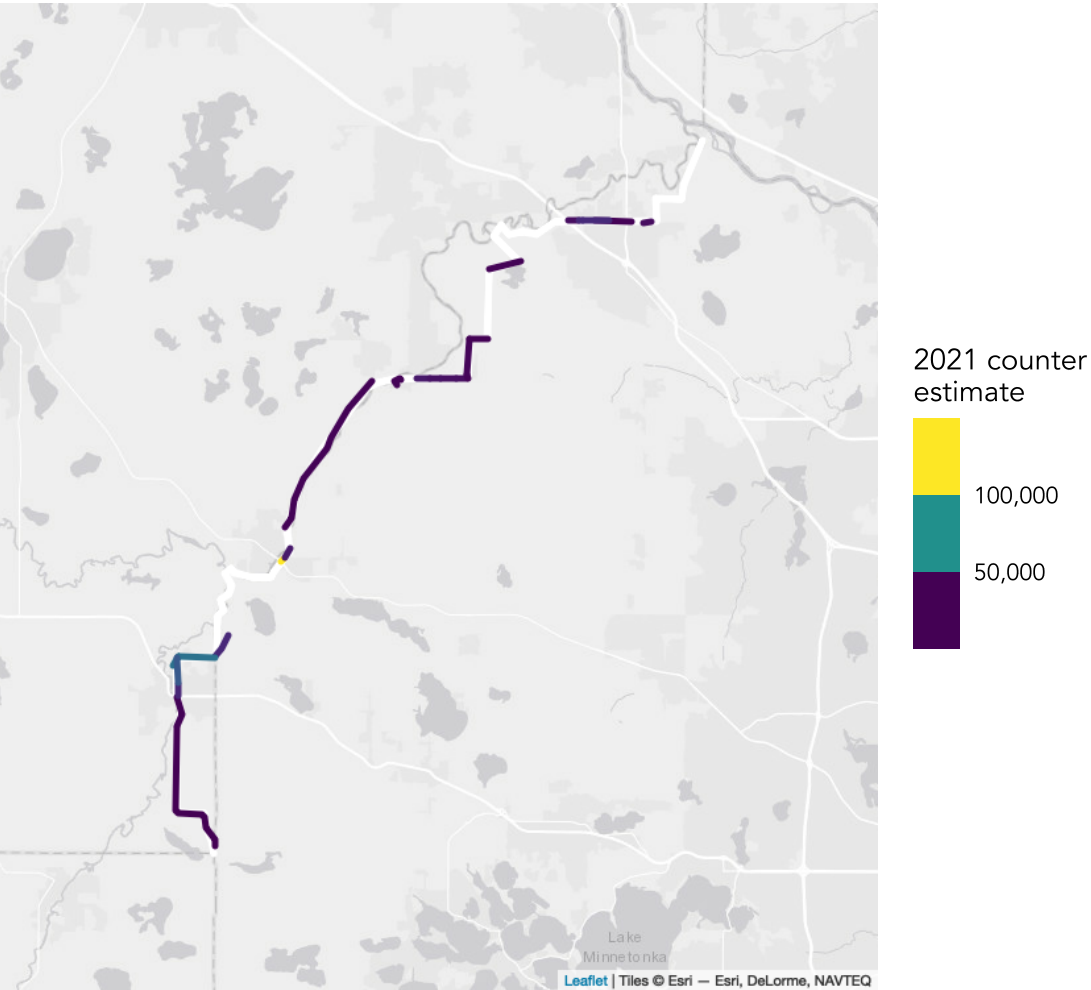 2021 counter
estimate
100,000
50,000
Lake
Minnetonka
Leaflet | Tiles © Esri — Esri, DeLorme, NAVTEQ